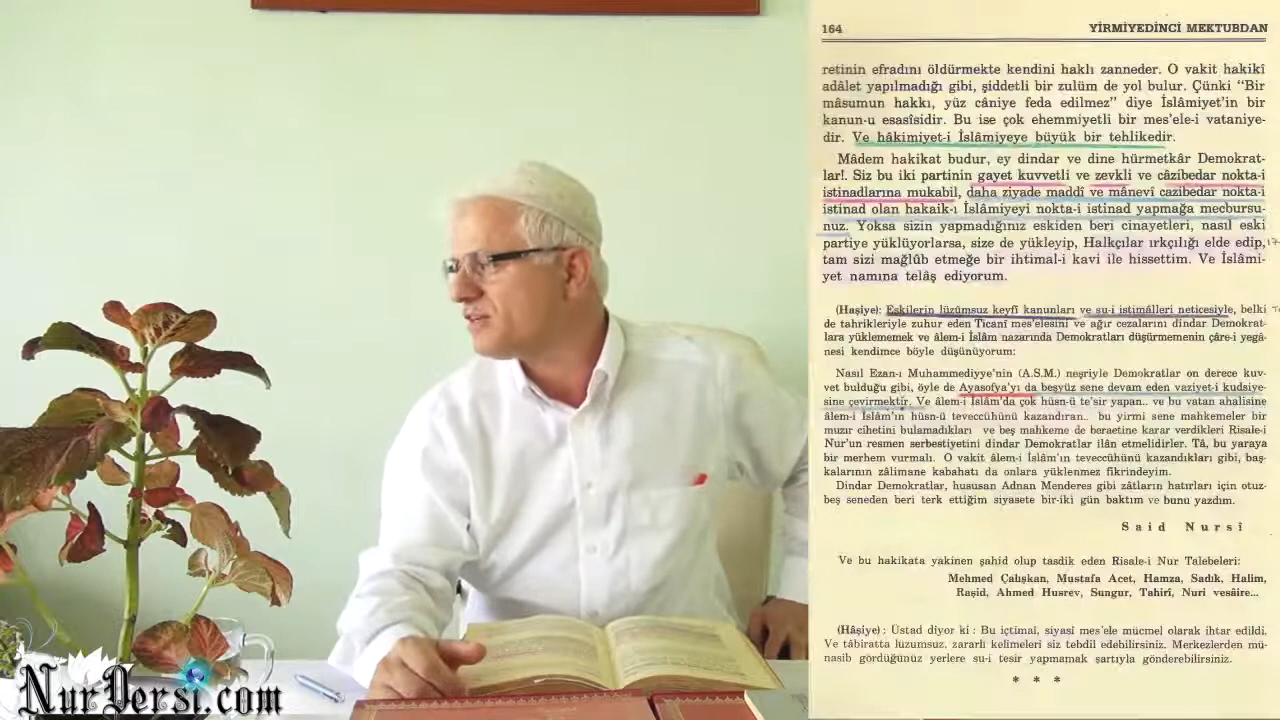 164 YİRMİYEDİNCİ MEKTUBDAN
retinin efradını öldürmekte kendini haklı zanneder. O vakit hakikî
adâlet yapılmadığı gibi, şiddetli bir zulüm de yol bulur. Çünki "Bir
mâsumun hakkı, yüz câniye feda edilmez" diye İslâmiyet'in bir
kanun-u esasîsidir. Bu ise çok ehemmiyetli bir mes'ele-i vataniye-
dir. Ve hâkimiyet-i İslâmiyeye büyük bir tehlikedir.
Mâdem hakikat budur, ey dindar ve dine hürmetkâr Demokrat-
lar!. Siz bu iki partinin gayet kuvvetli ve zevkli ve câzibedar nokta-i
istinadlarına mukabil, daha ziyade maddî ve mânevî cazibedar nokta-i
istinad olan hakaik-ı İslâmiyeyi nokta-i istinad yapmağa mecbursu-
nuz. Yoksa sizin yapmadığınız eskiden beri cinayetleri, nasıl eski
partiye yüklüyorlarsa, size de yükleyip, Halkçılar ırkçılığı elde edip,
tam sizi mağlûb etmeğe bir ihtimal-i kavi ile hissettim. Ve İslâmi-
yet namına telâş ediyorum.
(Haşiye): Eskilerin lüzûmsuz keyfî kanunları ve su-i istimâlleri neticesiyle, belki
de tahrikleriyle zuhur eden Ticanî mes'elesini ve ağır cezalarını dindar Demokrat-
lara yüklememek ve âlem-i İslâm nazarında Demokratları düşürmemenin çâre-i yegâ-
nesi kendimce böyle düşünüyorum:
Nasıl Ezan-ı Muhammediyye'nin (A.S.M.) neşriyle Demokratlar on derece kuv-
vet bulduğu gibi, öyle de Ayasofya'yı da beşyüz sene devam eden vaziyet-i kudsiye-
sine çevirmektir. Ve âlem-i İslâm'da çok hüsn-ü te'sir yapan.. ve bu vatan ahalisine
âlem-i İslâm'ın hüsn-ü teveccühünü kazandıran.. bu yirmi sene mahkemeler bir
muzır cihetini bulamadıkları ve beş mahkeme de beraetine karar verdikleri Risale-i
Nur'un resmen serbestiyetini dindar Demokratlar ilân etmelidirler. Tâ, bu yaraya
bir merhem vurmalı. O vakit âlem-i İslâm'ın teveccühünü kazandıkları gibi, baş-
kalarının zâlimane kabahatı da onlara yüklenmez fikrindeyim.
Dindar Demokratlar, hususan Adnan Menderes gibi zâtların hatırları için otuz-
beş seneden beri terk ettiğim siyasete bir-iki gün baktım ve bunu yazdım.
Said Nursî
Ve bu hakikata yakinen şahid olup tasdik eden Risale-i Nur Talebeleri:
Mehmed Çalışkan, Mustafa Acet, Hamza, Sadık, Halim,
Raşid, Ahmed Husrev, Sungur, Tahirî, Nuri vesâire...
(Hâşiye) : Üstad diyor ki : Bu içtimaî, siyasi mes'ele mücmel olarak ihtar edildi.
Ve tâbiratta luzumsuz, zararlı kelimeleri siz tebdil edebilirsiniz. Merkezlerden mü-
nasib gördüğünüz yerlere su-i tesir yapmamak şartıyla gönderebilirsiniz.
* * *
NurDersi.com